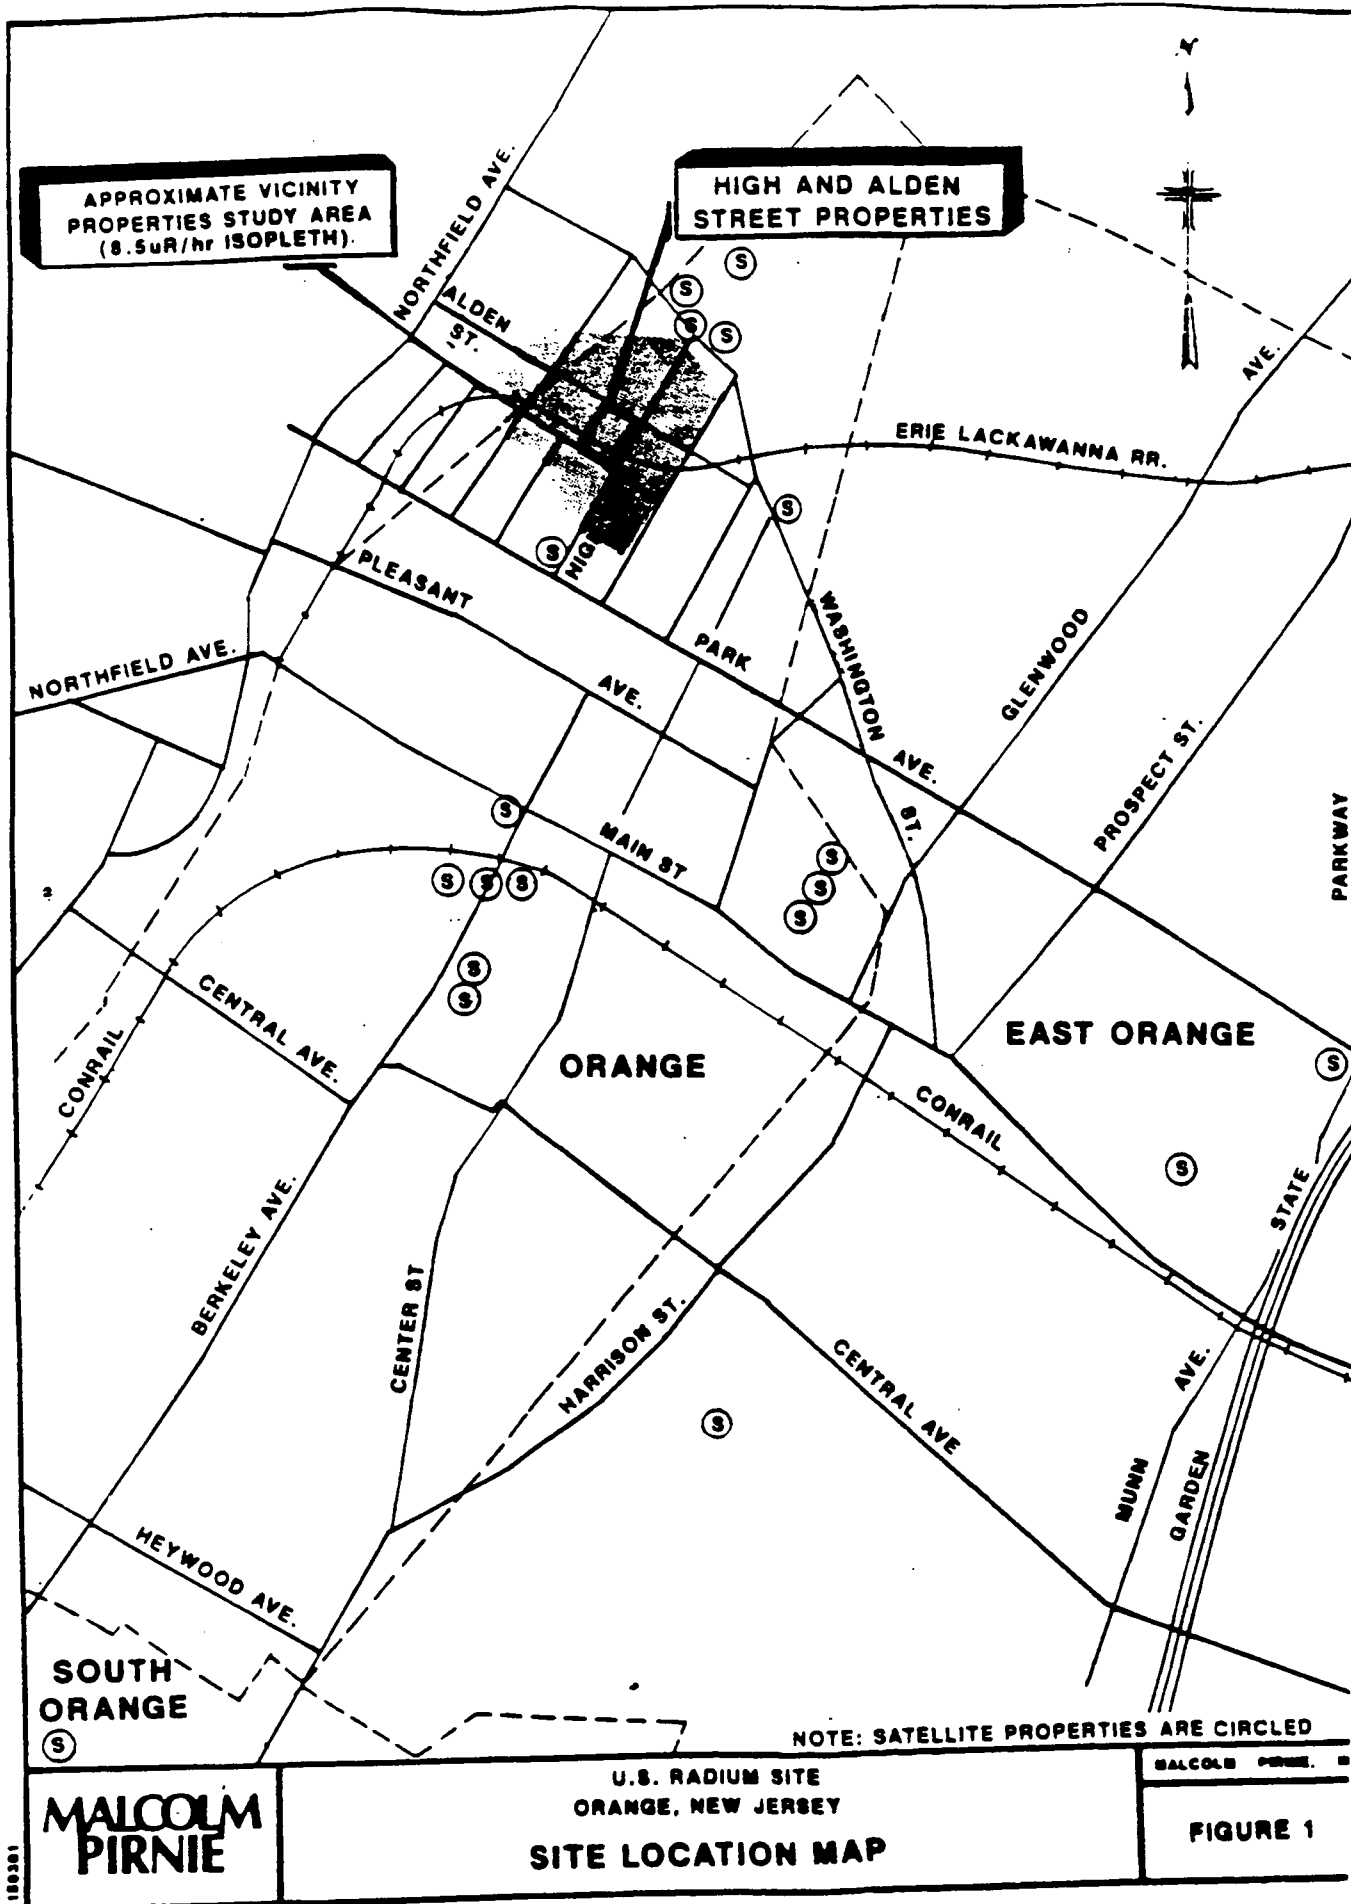 APPROXIMATE VICINITY
PROPERTIES STUDY AREA
(8.5uR/hr ISOPLETH).
HIGH AND ALDEN
STREET PROPERTIES
NORTHFIELD AVE.
ALDEN
ST.
S
S
S
S
AVE.
ERIE LACKAWANNA RR.
S
S
HIG
PLEASANT
AVE.
PARK
AVE.
WASHINGTON
ST.
GLENWOOD
NORTHFIELD AVE.
PROSPECT ST.
PARKWAY
S
MAIN ST
S
S
S
S
S
S
2
S
S
CENTRAL AVE.
CONRAIL
ORANGE
EAST ORANGE
S
CONRAIL
S
STATE
BERKELEY AVE.
CENTER ST
HARRISON ST.
CENTRAL AVE
AVE.
MUNN
GARDEN
S
HEYWOOD AVE.
SOUTH
ORANGE
S
NOTE: SATELLITE PROPERTIES ARE CIRCLED
MALCOLM
PIRNIE
U.S. RADIUM SITE
ORANGE, NEW JERSEY
SITE LOCATION MAP
MALCOLM PIRNIE,
FIGURE 1